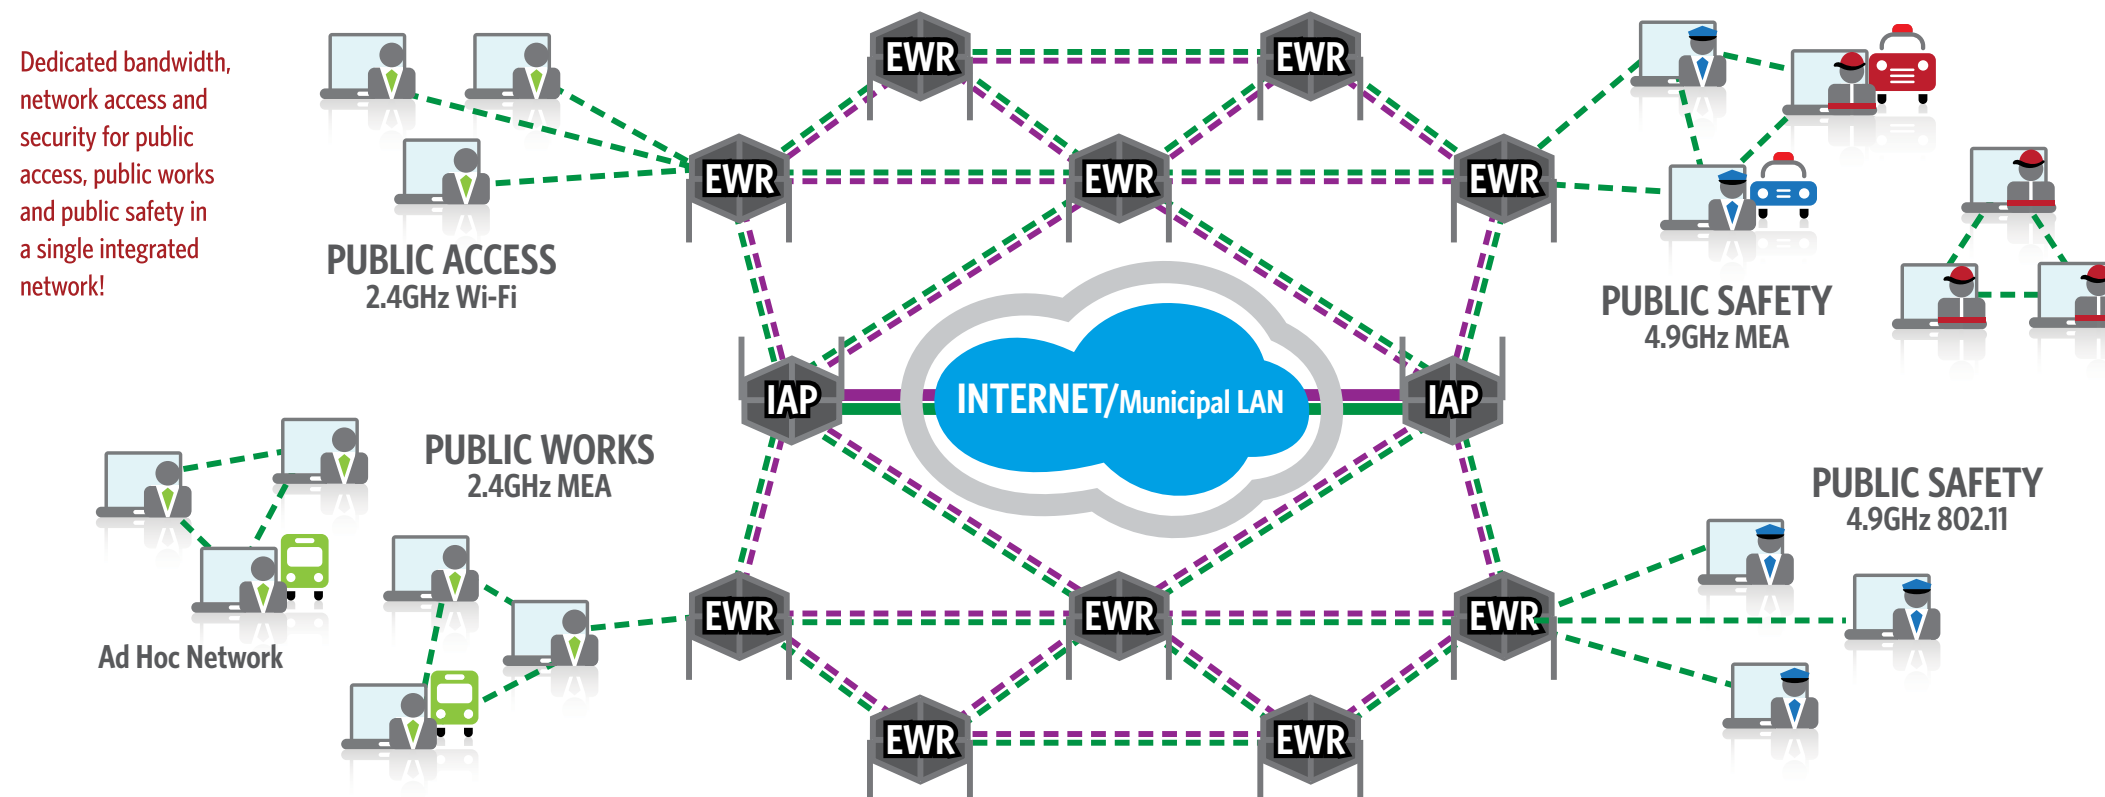 Dedicated bandwidth,
network access and
security for public
access, public works
and public safety in
a single integrated
network!
PUBLIC ACCESS
2.4GHz Wi-Fi
EWR
EWR
EWR
EWR
EWR
PUBLIC SAFETY
4.9GHz MEA
IAP
INTERNET/Municipal LAN
IAP
PUBLIC WORKS
2.4GHz MEA
Ad Hoc Network
PUBLIC SAFETY
4.9GHz 802.11
EWR
EWR
EWR
EWR
EWR